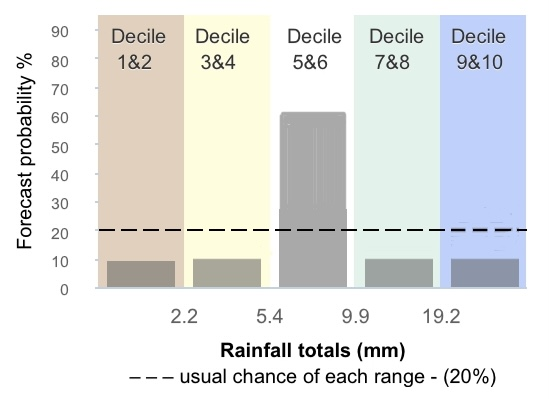 Forecast probability %
90
80
70
60
50
40
30
20
10
0
Decile
1&2
Decile
3&4
Decile
5&6
Decile
7&8
Decile
9&10
2.2
5.4
9.9
19.2
Rainfall totals (mm)
– – – usual chance of each range - (20%)